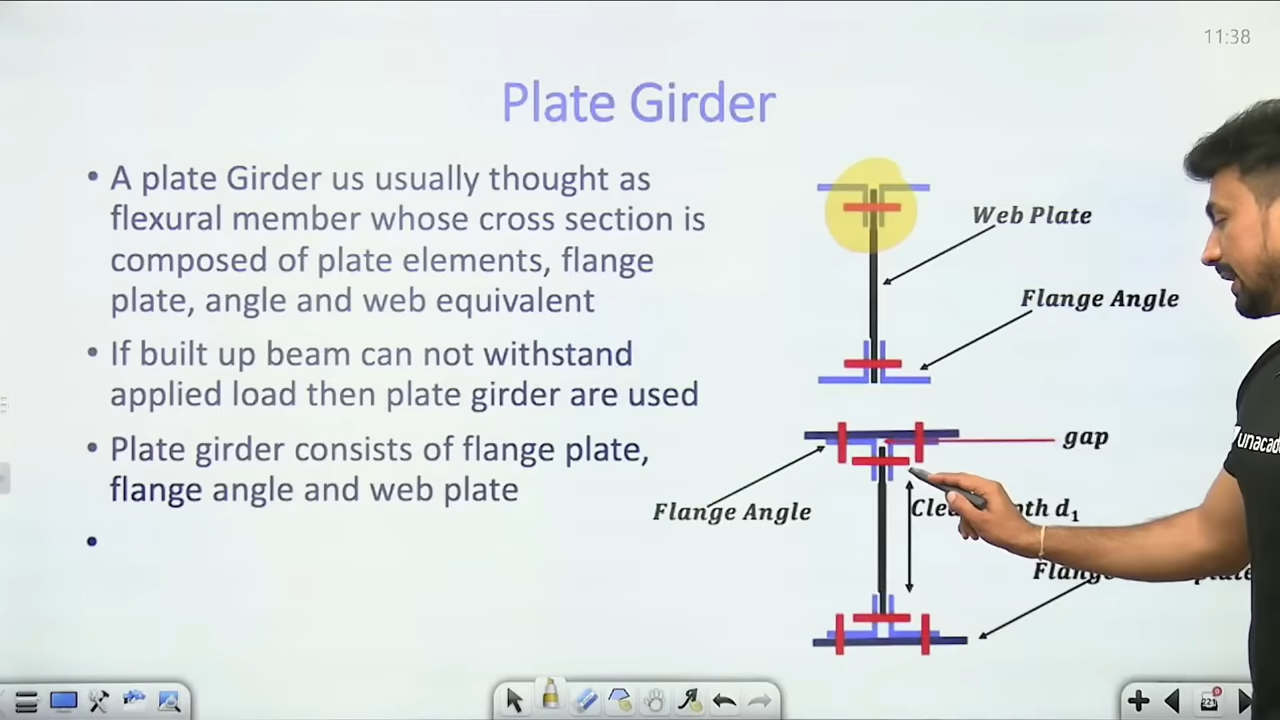 11:38
Plate Girder
• A plate Girder us usually thought as
flexural member whose cross section is
composed of plate elements, flange
plate, angle and web equivalent
• If built up beam can not withstand
applied load then plate girder are used
• Plate girder consists of flange plate,
flange angle and web plate
•
Web Plate
Flange Angle
gap
Flange Angle
d₁
unacad
221